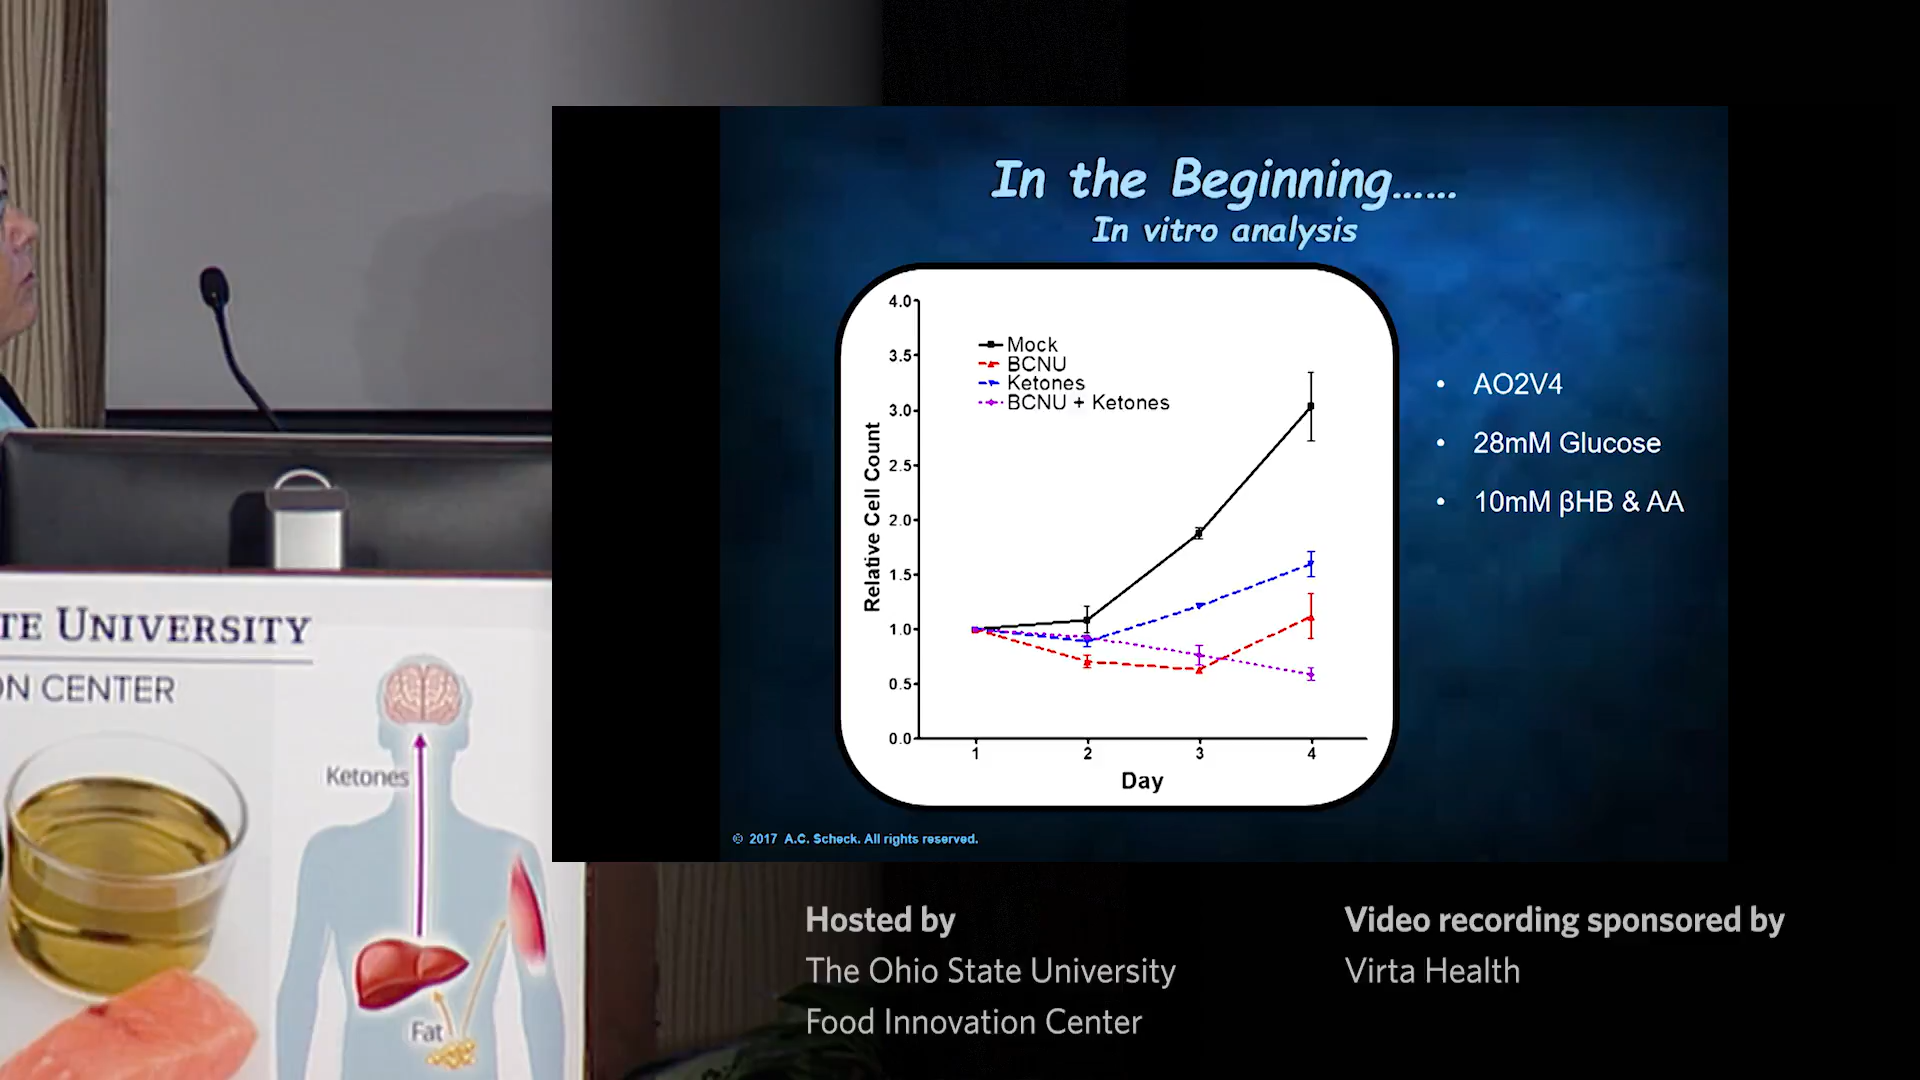 In the Beginning......
In vitro analysis
4.0
3.5
3.0
2.5
2.0
1.5
1.0
0.5
0.0
Relative Cell Count
Mock
BCNU
Ketones
BCNU + Ketones
1 2 3 4
Day
• AO2V4
• 28mM Glucose
• 10mM βHB & AA
© 2017 A.C. Scheck. All rights reserved.
TE UNIVERSITY
ON CENTER
Ketones
Fat
Hosted by
The Ohio State University
Food Innovation Center
Video recording sponsored by
Virta Health